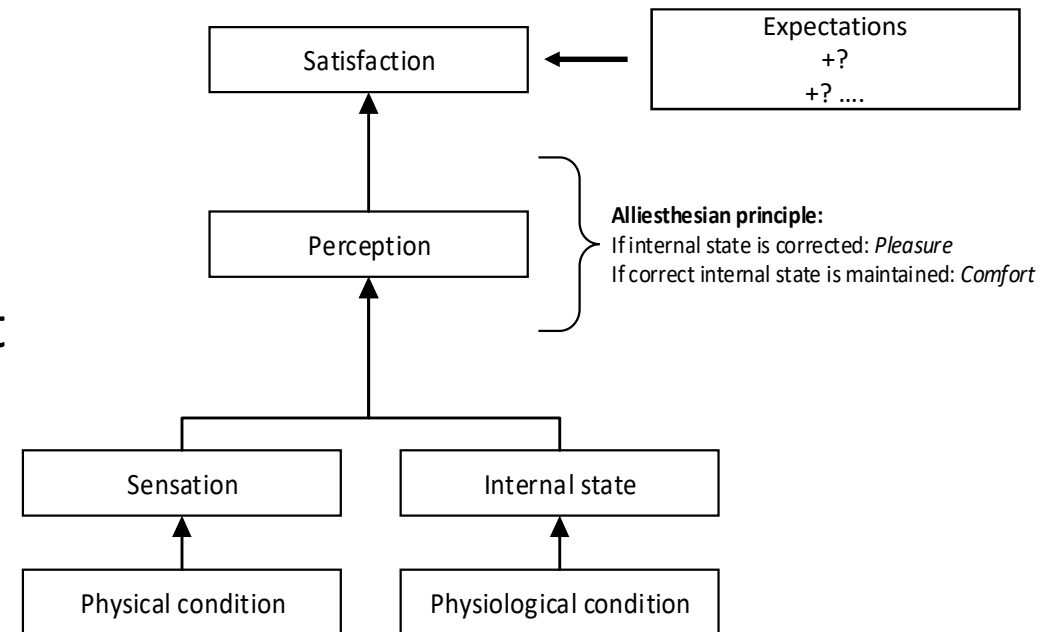 Satisfaction
Expectations
+?
+? ....
Perception
Alliesthesian principle:
If internal state is corrected: Pleasure
If correct internal state is maintained: Comfort
t
Sensation
Internal state
Physical condition
Physiological condition